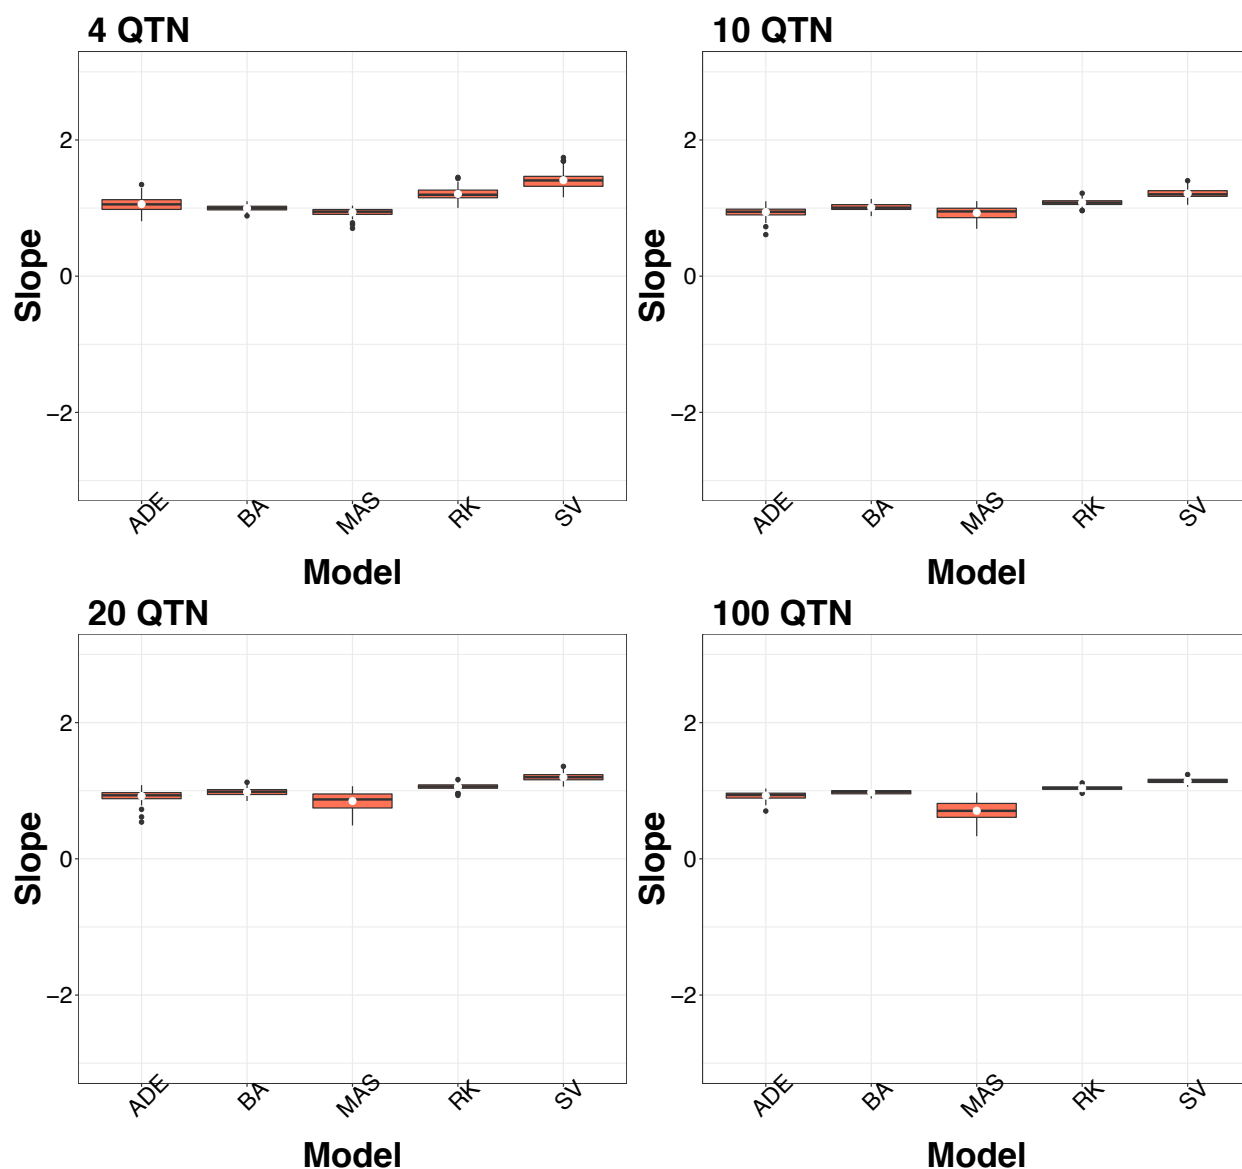 4 QTN
10 QTN
2
0
−2
Slope
ADE BA MAS RK SV
Model
2
0
−2
Slope
ADE BA MAS RK SV
Model
20 QTN
100 QTN
2
0
−2
Slope
ADE BA MAS RK SV
Model
2
0
−2
Slope
ADE BA MAS RK SV
Model